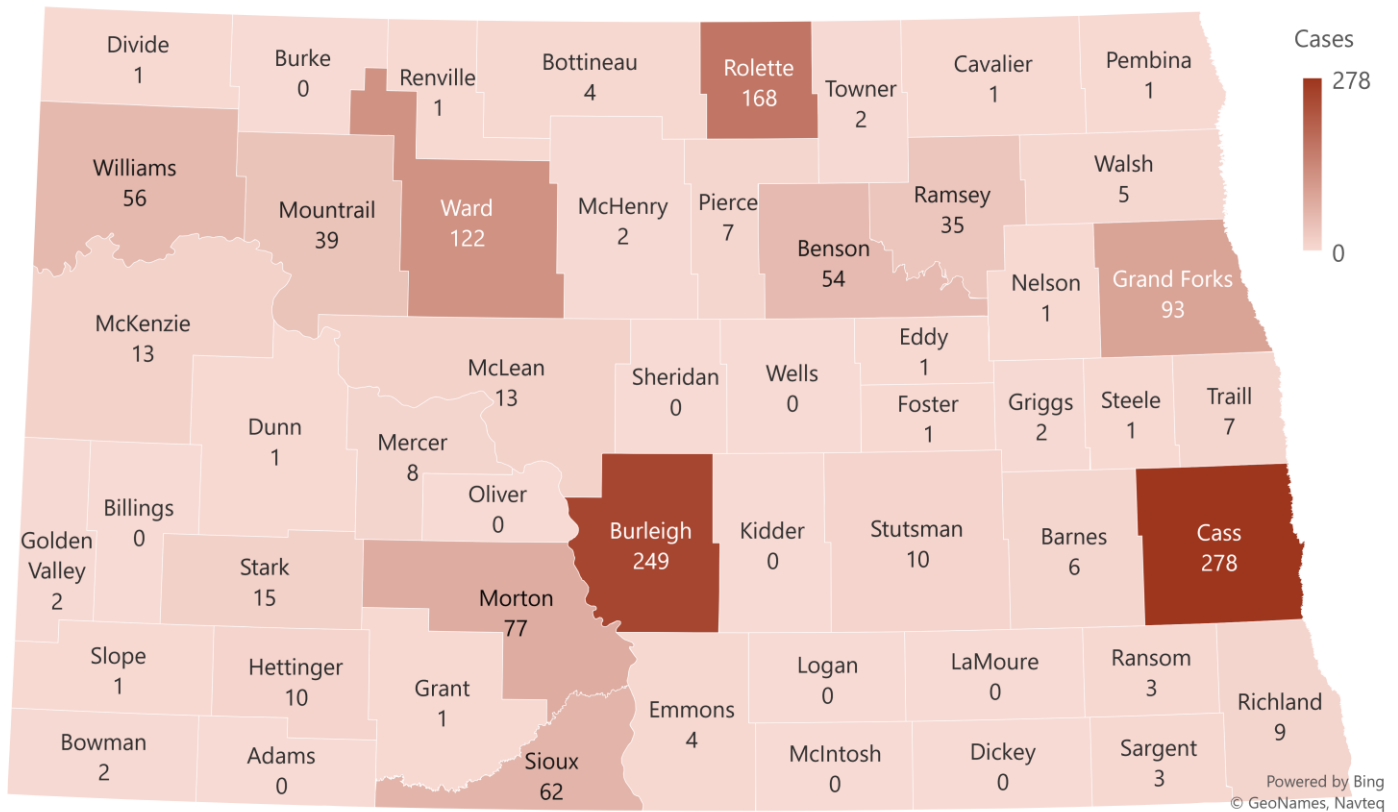 Divide
1
Burke
0
Renville
1
Bottineau
4
Rolette
168
Towner
2
Cavalier
1
Pembina
1
Cases
278
0
Williams
56
Mountrail
39
Ward
122
McHenry
2
Pierce
7
Benson
54
Ramsey
35
Walsh
5
Nelson
1
Grand Forks
93
McKenzie
13
McLean
13
Sheridan
0
Wells
0
Eddy
1
Foster
1
Griggs
2
Steele
1
Traill
7
Dunn
1
Mercer
8
Oliver
0
Billings
0
Golden
Valley
2
Stark
15
Morton
77
Burleigh
249
Kidder
0
Stutsman
10
Barnes
6
Cass
278
Slope
1
Hettinger
10
Grant
1
Emmons
4
Logan
0
LaMoure
0
Ransom
3
Richland
9
Bowman
2
Adams
0
Sioux
62
McIntosh
0
Dickey
0
Sargent
3
Powered by Bing
© GeoNames, Navteq